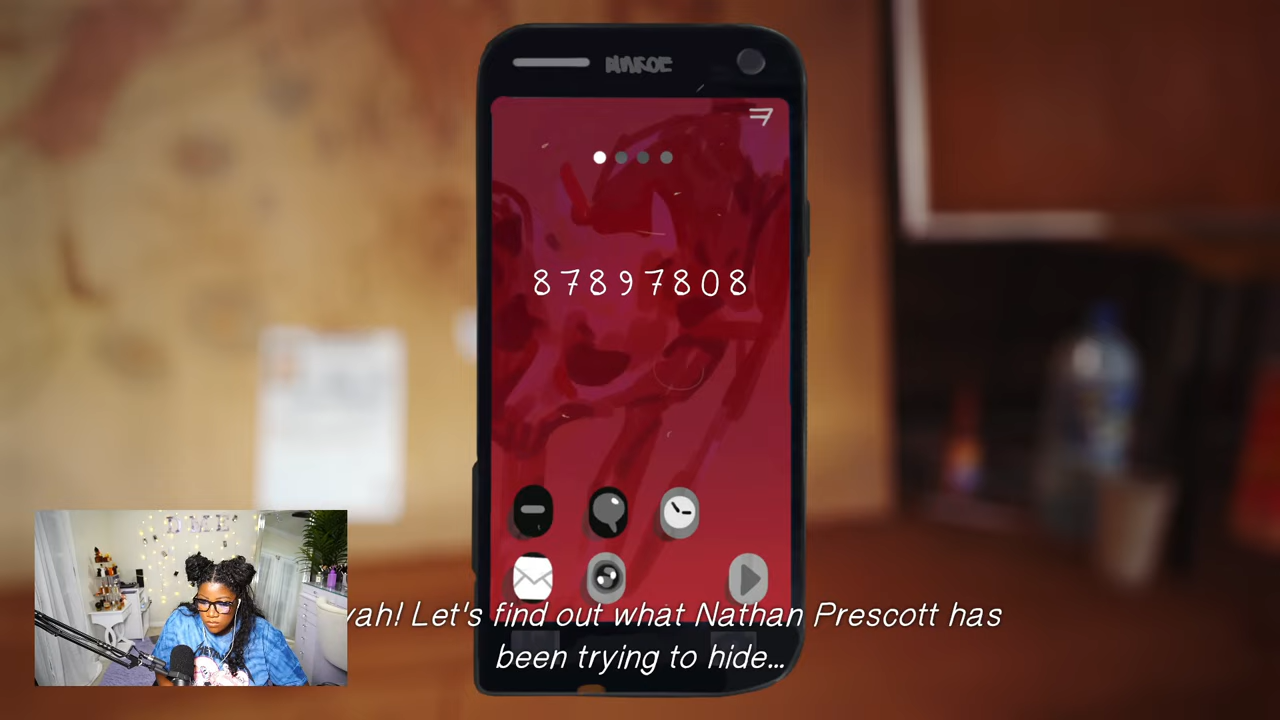 87897808
yah! Let's find out what Nathan Prescott has
been trying to hide...